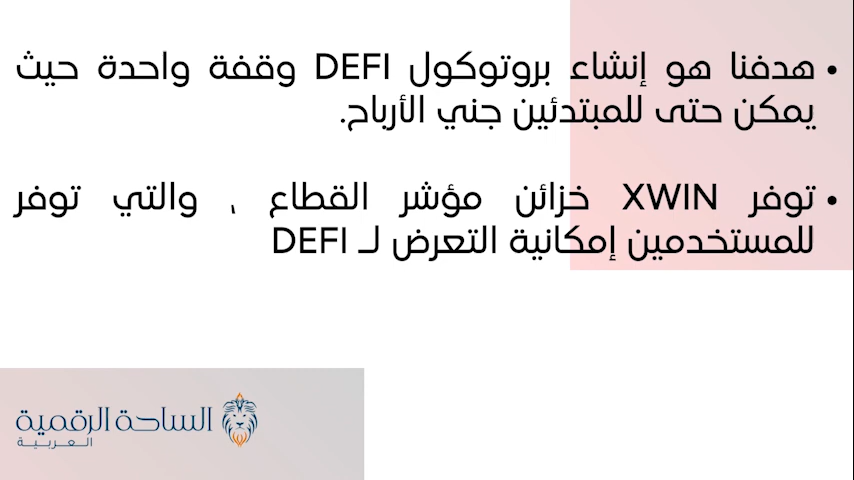 • هدفنا هو إنشاء بروتوكول DEFI وقفة واحدة حيث
يمكن حتى للمبتدئين جني الأرباح.
• توفر XWIN خزائن مؤشر القطاع ، والتي توفر
للمستخدمين إمكانية التعرض لـ DEFI
الساحة الرقمية
العربية